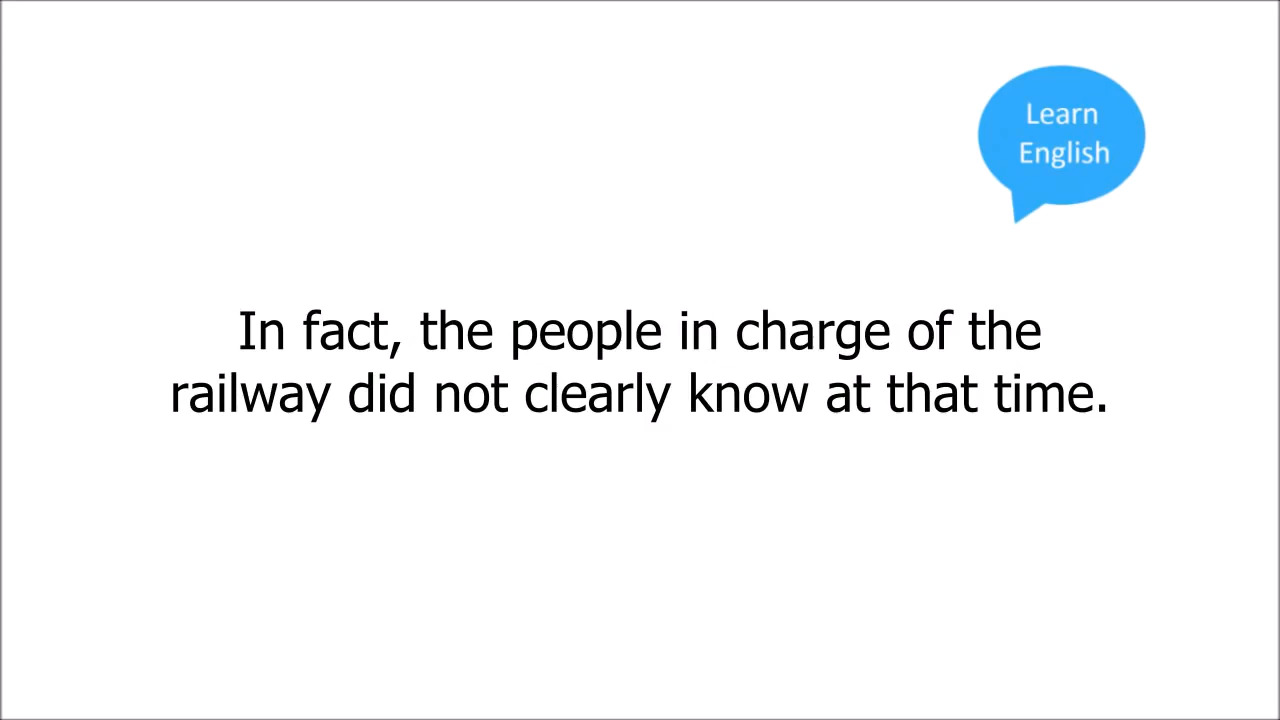 Learn
English
In fact, the people in charge of the
railway did not clearly know at that time.